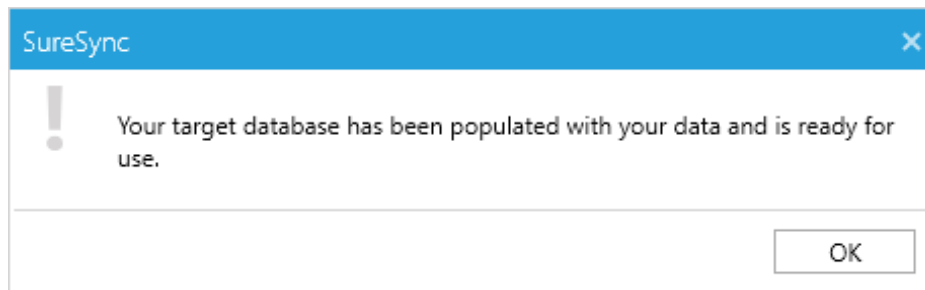 SureSync
Your target database has been populated with your data and is ready for
use.
OK